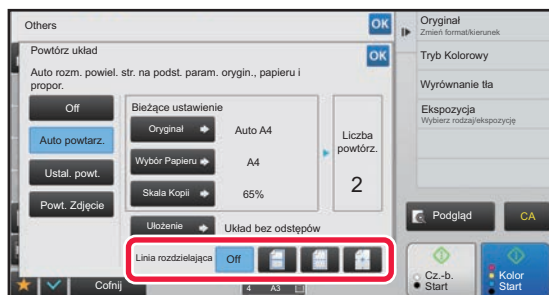 Others
OK
Powtórz układ
OK
Auto rozm. powiel. str. na podst. param. orygin., papieru i
propor.
Off
Auto powtarz.
Ustal. powt.
Powt. Zdjęcie
Bieżące ustawienie
Oryginał
Auto A4
Wybór Papieru
A4
Skala Kopii
65%
Liczba
powtórz.
2
Ułożenie
Układ bez odstępów
Linia rozdzielająca
Off
Cofnij
4 A3
Oryginał
Zmień format/kierunek
Tryb Kolorowy
Wyrównanie tła
Ekspozycja
Wybierz rodzaj/ekspozycję
Podgląd
CA
Cz.-b.
Start
Kolor
Start